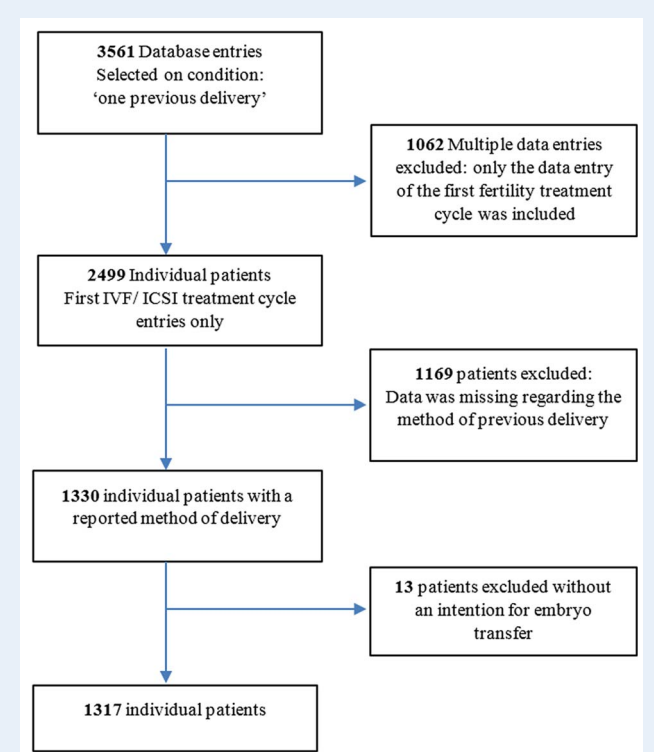 3561 Database entries
Selected on condition:
‘one previous delivery’
1062 Multiple data entries
excluded: only the data entry
of the first fertility treatment
cycle was included
2499 Individual patients
First IVF/ ICSI treatment cycle
entries only
1169 patients excluded:
Data was missing regarding the
method of previous delivery
1330 individual patients with a
reported method of delivery
13 patients excluded without
an intention for embryo
transfer
1317 individual patients